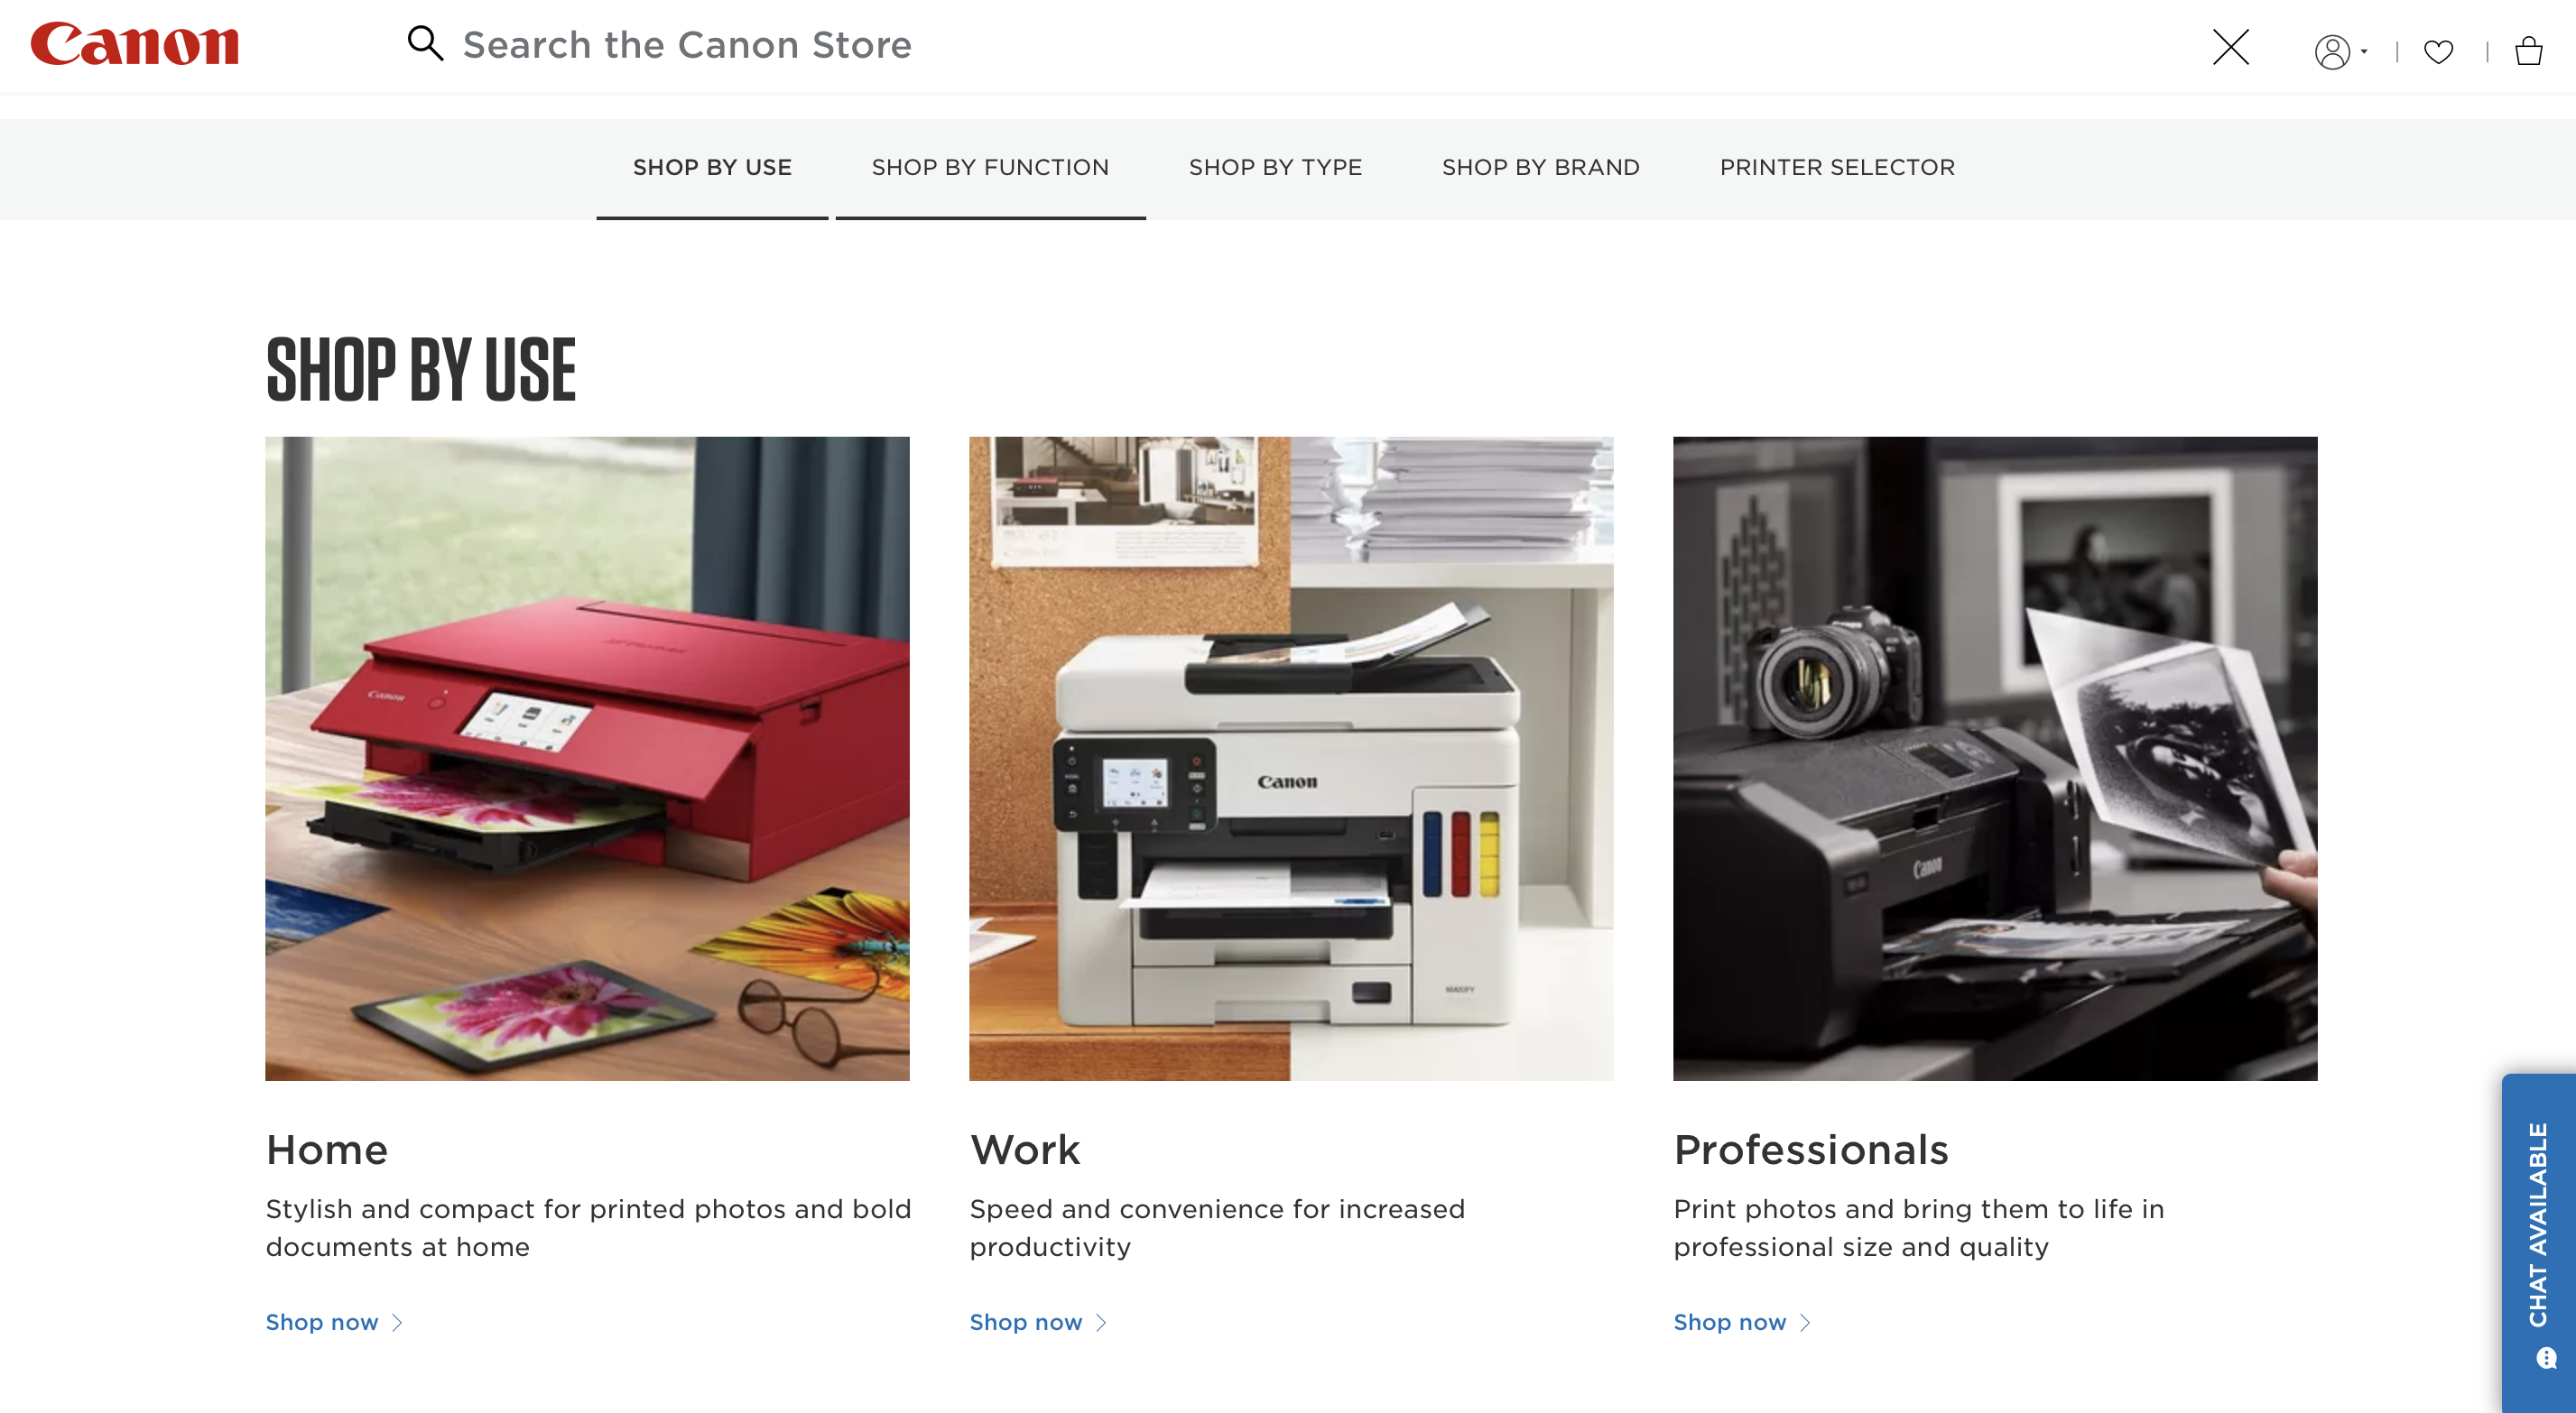 Canon
Search the Canon Store
SHOP BY USE
SHOP BY FUNCTION
SHOP BY TYPE
SHOP BY BRAND
PRINTER SELECTOR
SHOP BY USE
Canon
Canon
MAXIFY
Canon
Home
Stylish and compact for printed photos and bold
documents at home
Shop now
Work
Speed and convenience for increased
productivity
Shop now
Professionals
Print photos and bring them to life in
professional size and quality
Shop now
CHAT AVAILABLE